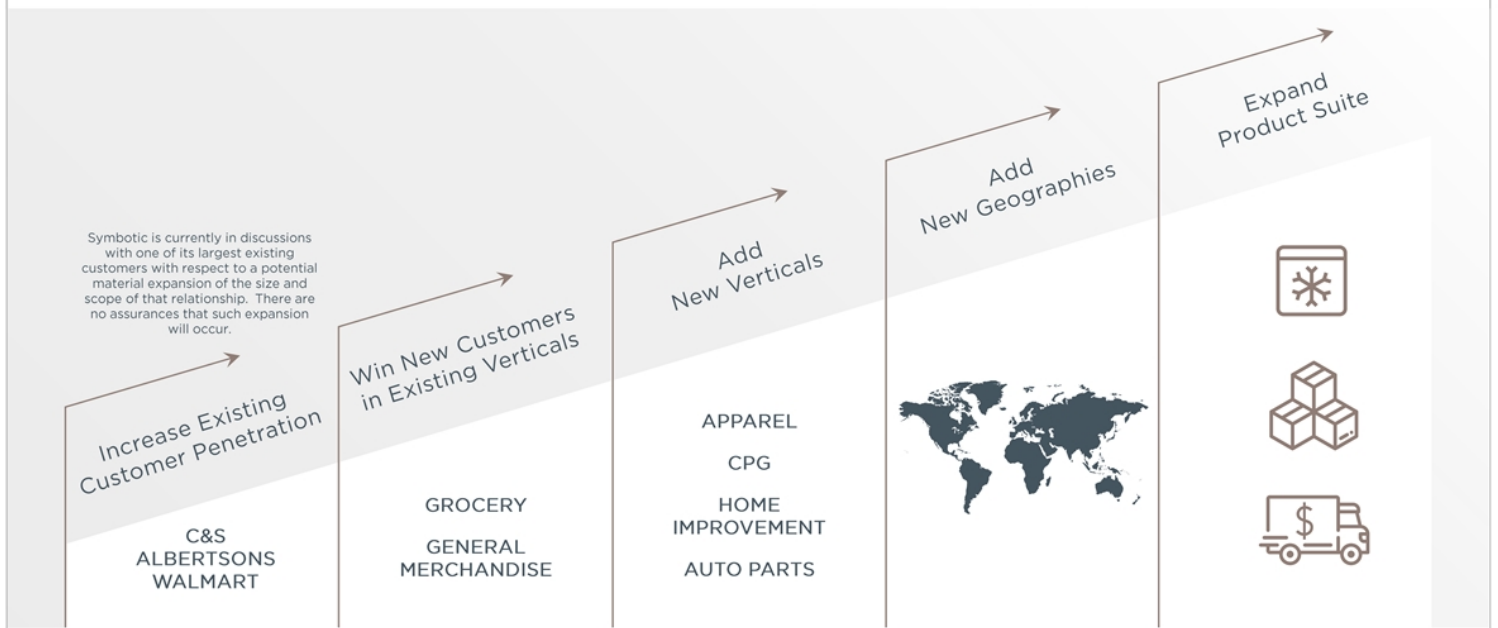 Symbotic is currently in discussions
with one of its largest existing
customers with respect to a potential
material expansion of the size and
scope of that relationship. There are
no assurances that such expansion
will occur.
Increase Existing
Customer Penetration
C&S
ALBERTSONS
WALMART
Win New Customers
in Existing Verticals
GROCERY
GENERAL
MERCHANDISE
Add
New Verticals
APPAREL
CPG
HOME
IMPROVEMENT
AUTO PARTS
Add
New Geographies
Expand
Product Suite
$